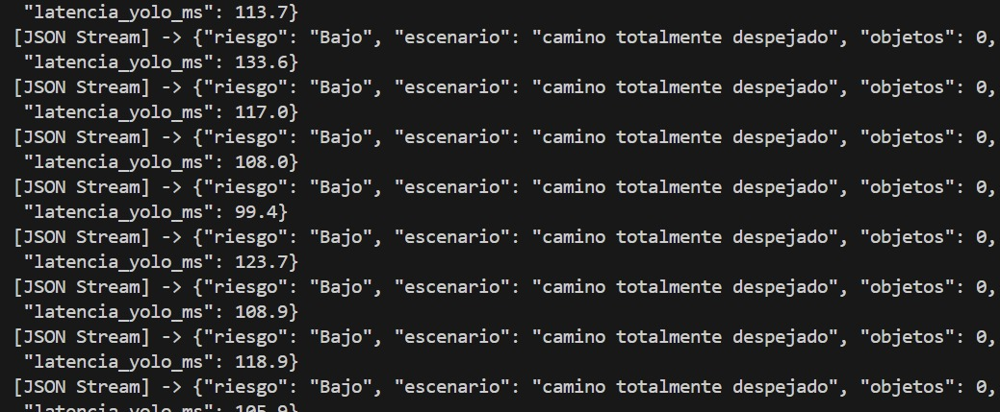 "latencia_yolo_ms": 113.7}
[JSON Stream] -> {"riesgo": "Bajo", "escenario": "camino totalmente despejado", "objetos": 0,
"latencia_yolo_ms": 133.6}
[JSON Stream] -> {"riesgo": "Bajo", "escenario": "camino totalmente despejado", "objetos": 0,
"latencia_yolo_ms": 117.0}
[JSON Stream] -> {"riesgo": "Bajo", "escenario": "camino totalmente despejado", "objetos": 0,
"latencia_yolo_ms": 108.0}
[JSON Stream] -> {"riesgo": "Bajo", "escenario": "camino totalmente despejado", "objetos": 0,
"latencia_yolo_ms": 99.4}
[JSON Stream] -> {"riesgo": "Bajo", "escenario": "camino totalmente despejado", "objetos": 0,
"latencia_yolo_ms": 123.7}
[JSON Stream] -> {"riesgo": "Bajo", "escenario": "camino totalmente despejado", "objetos": 0,
"latencia_yolo_ms": 108.9}
[JSON Stream] -> {"riesgo": "Bajo", "escenario": "camino totalmente despejado", "objetos": 0,
"latencia_yolo_ms": 118.9}
[JSON Stream] -> {"riesgo": "Bajo", "escenario": "camino totalmente despejado", "objetos": 0,
"latencia_yolo_ms": 105.9}